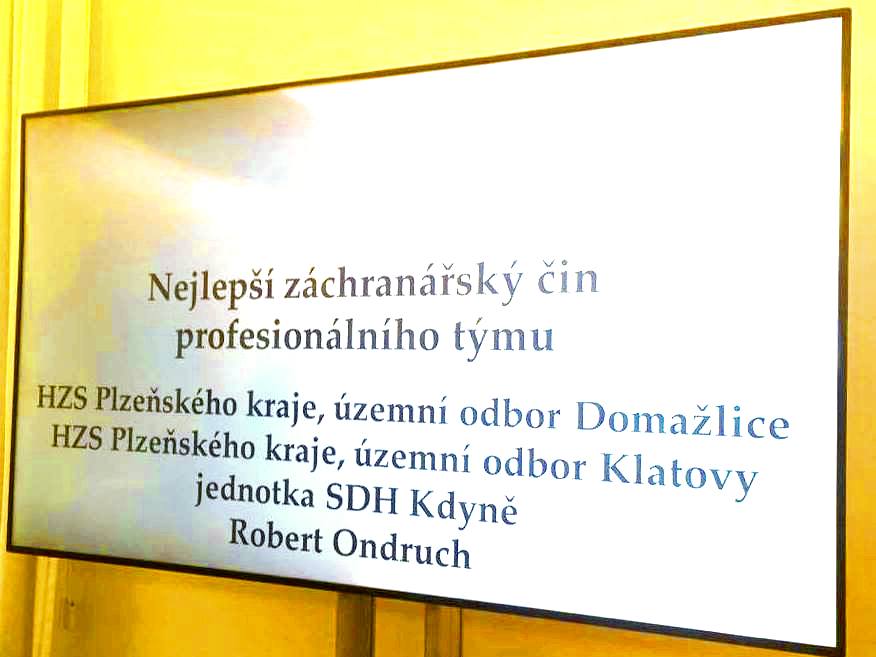 Nejlepší záchranářský čin
profesionálního týmu
HZS Plzeňského kraje, územní odbor Domažlice
HZS Plzeňského kraje, územní odbor Klatovy
jednotka SDH Kdyně
Robert Ondruch